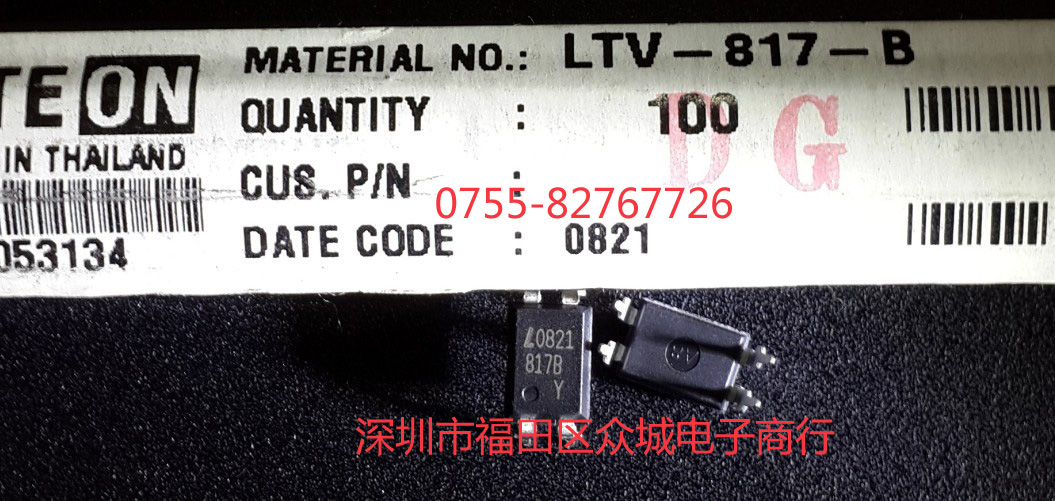 MATERIAL NO.: LTV-817-B
TE ON
QUANTITY : 100
D G
IN THAILAND
CUS. P/N :
0755-82767726
053134
DATE CODE : 0821
L0821
817B
Y
深圳市福田区众城电子商行